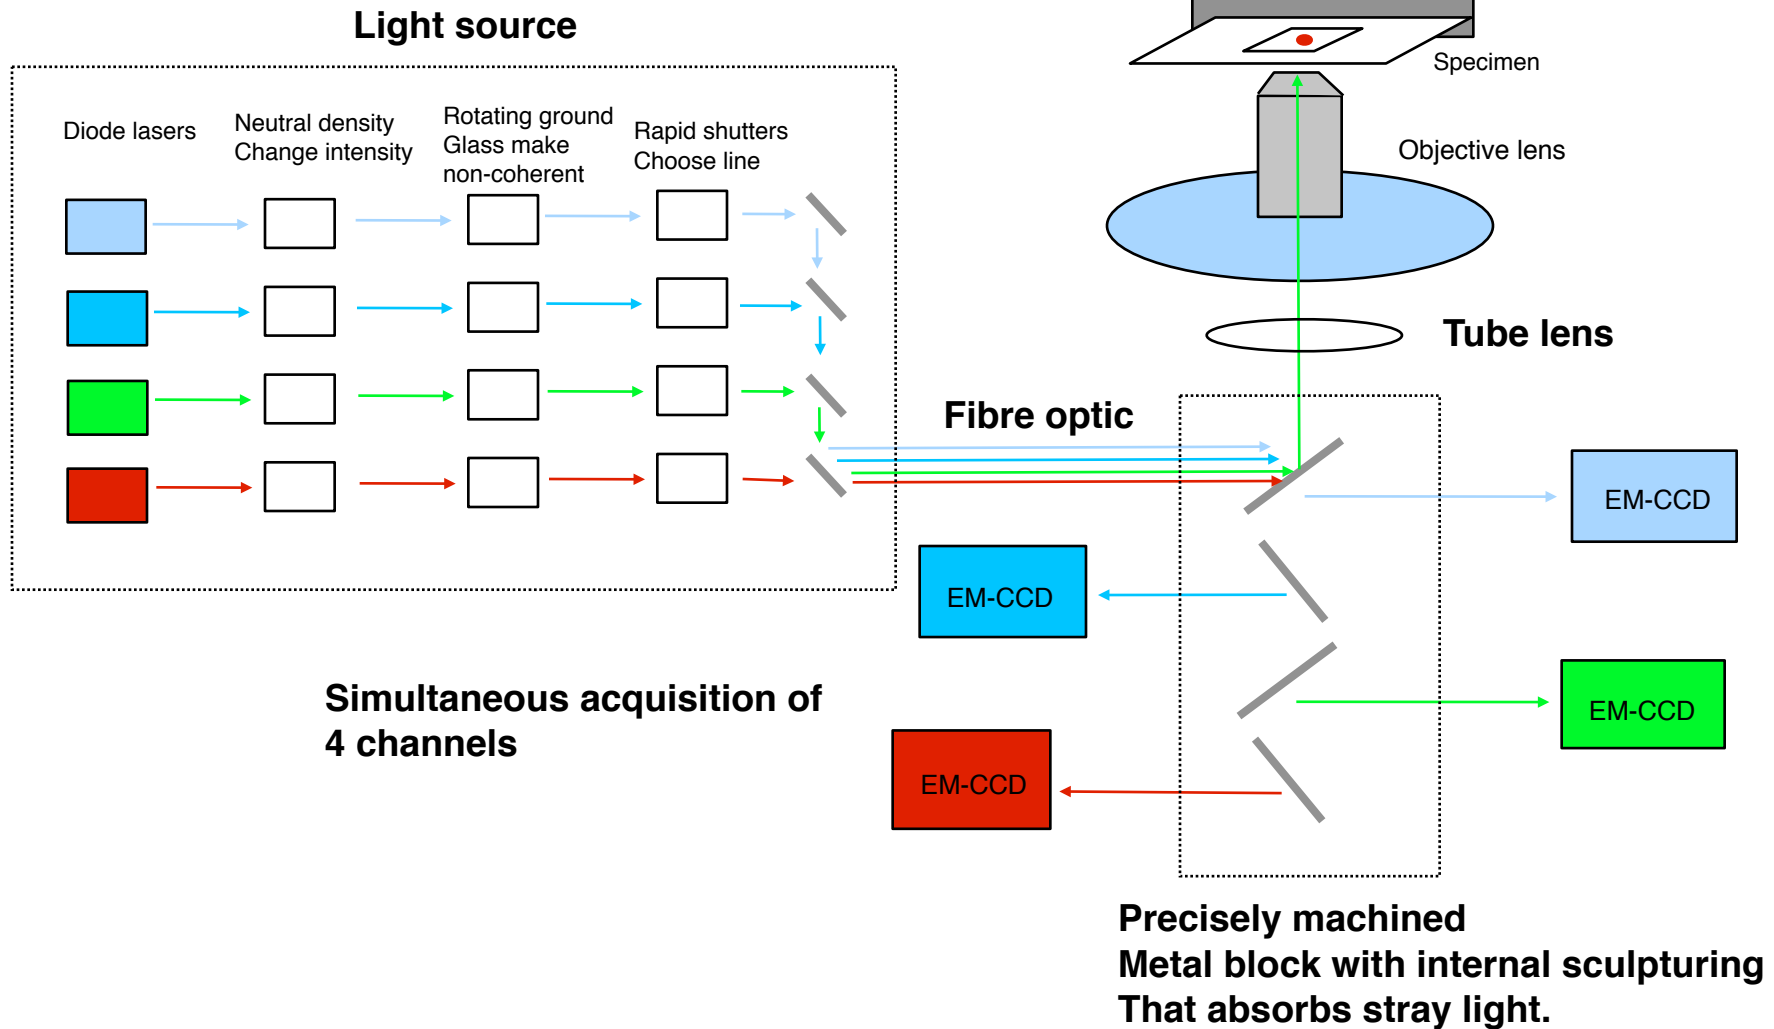 Light source
Diode lasers
Neutral density
Change intensity
Rotating ground
Glass make
non-coherent
Rapid shutters
Choose line
Specimen
Objective lens
Tube lens
Fibre optic
EM-CCD
EM-CCD
EM-CCD
EM-CCD
Simultaneous acquisition of
4 channels
Precisely machined
Metal block with internal sculpturing
That absorbs stray light.